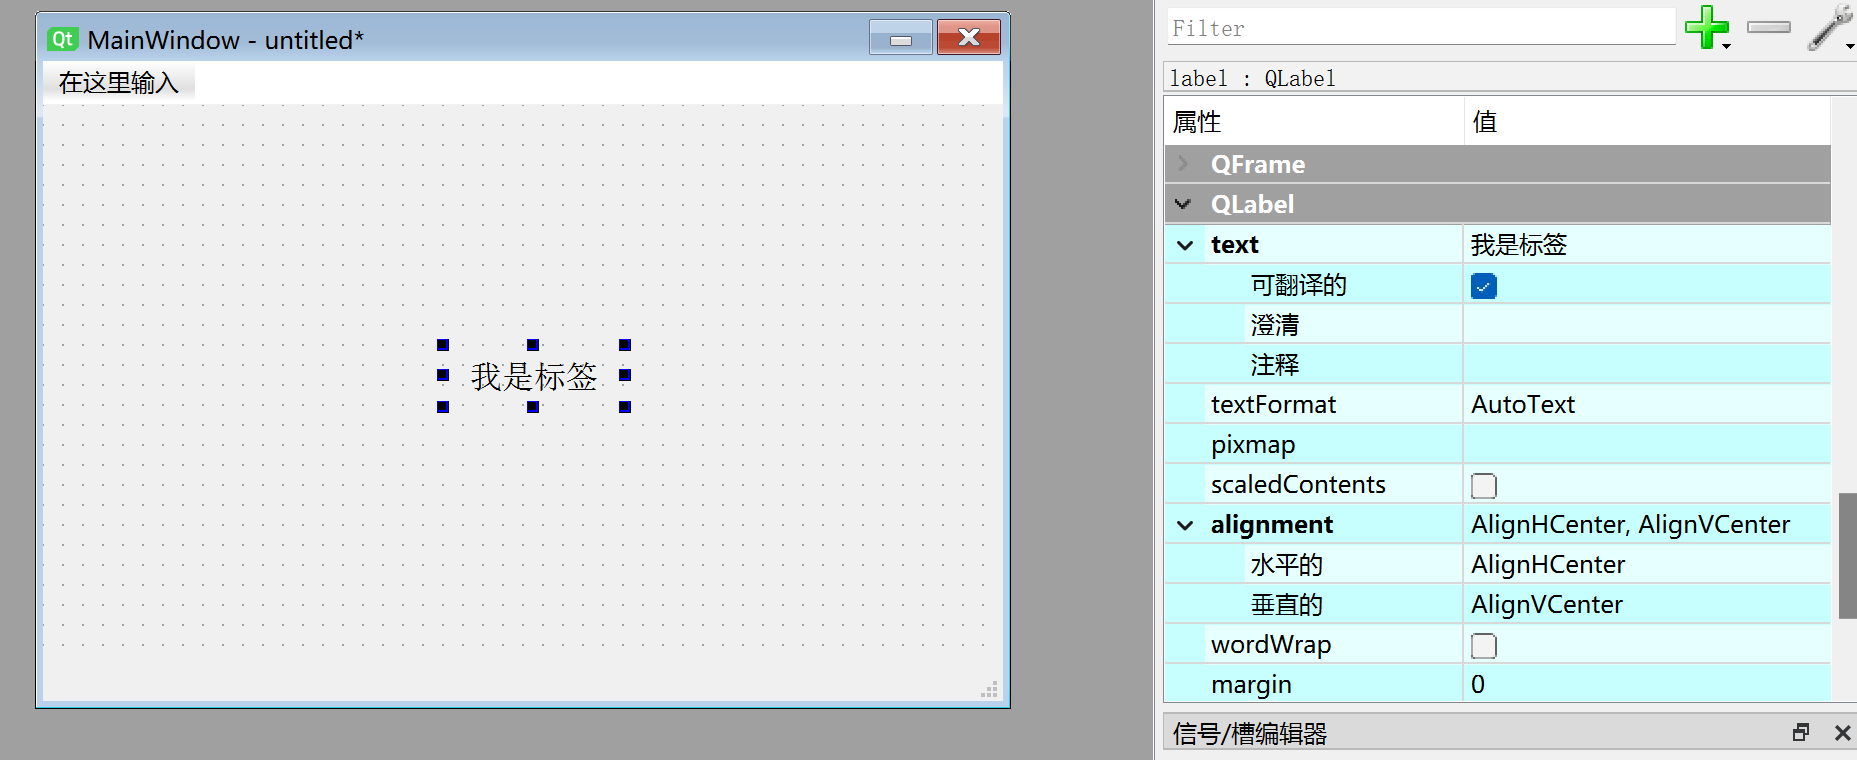 Qt MainWindow - untitled*
在这里输入
我是标签
Filter
label : QLabel
属性 值
QFrame
QLabel
text 我是标签
可翻译的
澄清
注释
textFormat AutoText
pixmap
scaledContents
alignment AlignHCenter, AlignVCenter
水平的 AlignHCenter
垂直的 AlignVCenter
wordWrap
margin 0
信号/槽编辑器